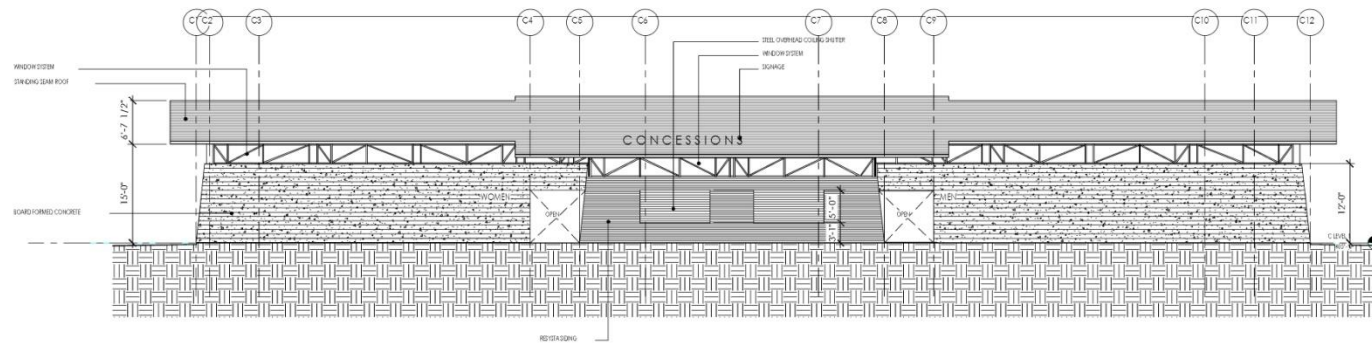 C1 C2 C3 C4 C5 C6 C7 C8 C9 C10 C11 C12
STEEL OVERHEAD COILING SHUTTER
WINDOW SYSTEM
SIGNAGE
WINDOW SYSTEM
STANDING SEAM ROOF
6'-7 1/2"
CONCESSIONS
15'-0"
WOMEN
MEN
OPEN
OPEN
5'-0"
3'-1"
12'-0"
BOARD FORMED CONCRETE
C LEVEL
RESYSTA SIDING